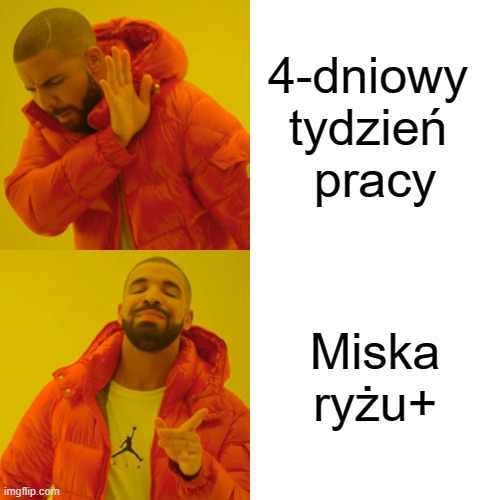 4-dniowy
tydzień
pracy
Miska
ryżu+
imgflip.com